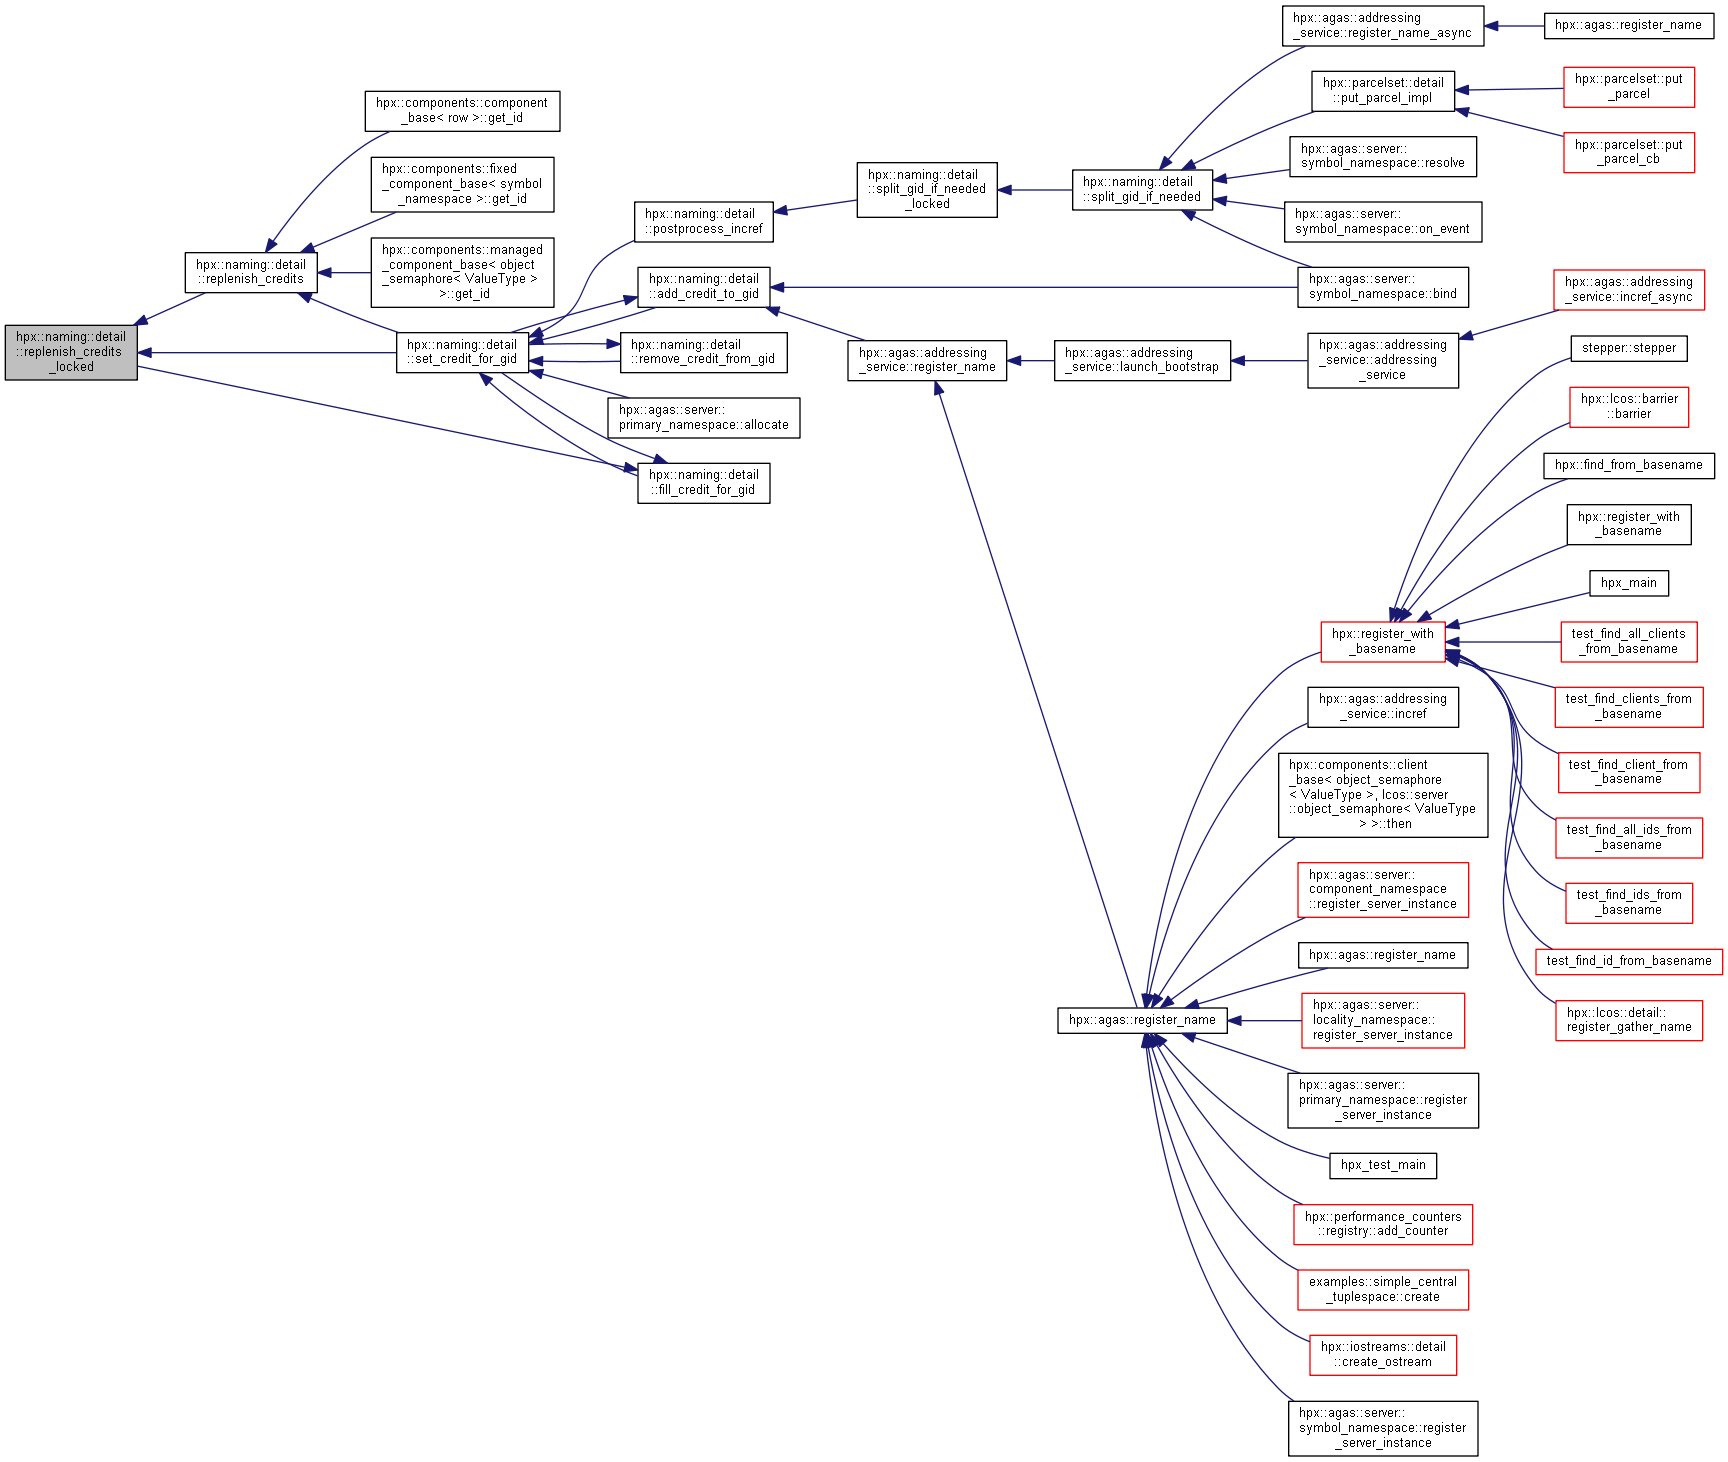 hpx::naming::detail
::replenish_credits
_locked
hpx::naming::detail
::replenish_credits
hpx::components::component
_base< row >::get_id
hpx::components::fixed
_component_base< symbol
_namespace >::get_id
hpx::components::managed
_component_base< object
_semaphore< ValueType >
>::get_id
hpx::naming::detail
::set_credit_for_gid
hpx::naming::detail
::postprocess_incref
hpx::naming::detail
::add_credit_to_gid
hpx::naming::detail
::remove_credit_from_gid
hpx::agas::server::
primary_namespace::allocate
hpx::naming::detail
::fill_credit_for_gid
hpx::naming::detail
::split_gid_if_needed
_locked
hpx::naming::detail
::split_gid_if_needed
hpx::agas::addressing
_service::register_name_async
hpx::agas::register_name
hpx::parcelset::detail
::put_parcel_impl
hpx::parcelset::put
_parcel
hpx::parcelset::put
_parcel_cb
hpx::agas::server::
symbol_namespace::resolve
hpx::agas::server::
symbol_namespace::on_event
hpx::agas::server::
symbol_namespace::bind
hpx::agas::addressing
_service::register_name
hpx::agas::addressing
_service::launch_bootstrap
hpx::agas::addressing
_service::addressing
_service
hpx::agas::addressing
_service::incref_async
hpx::agas::register_name
hpx::register_with
_basename
stepper::stepper
hpx::lcos::barrier
::barrier
hpx::find_from_basename
hpx::register_with
_basename
hpx_main
test_find_all_clients
_from_basename
test_find_clients_from
_basename
test_find_client_from
_basename
test_find_all_ids_from
_basename
test_find_ids_from
_basename
test_find_id_from_basename
hpx::lcos::detail::
register_gather_name
hpx::agas::addressing
_service::incref
hpx::components::client
_base< object_semaphore
< ValueType >, lcos::server
::object_semaphore< ValueType
> >::then
hpx::agas::server::
component_namespace
::register_server_instance
hpx::agas::register_name
hpx::agas::server::
locality_namespace::
register_server_instance
hpx::agas::server::
primary_namespace::register
_server_instance
hpx_test_main
hpx::performance_counters
::registry::add_counter
examples::simple_central
_tuplespace::create
hpx::iostreams::detail
::create_ostream
hpx::agas::server::
symbol_namespace::register
_server_instance